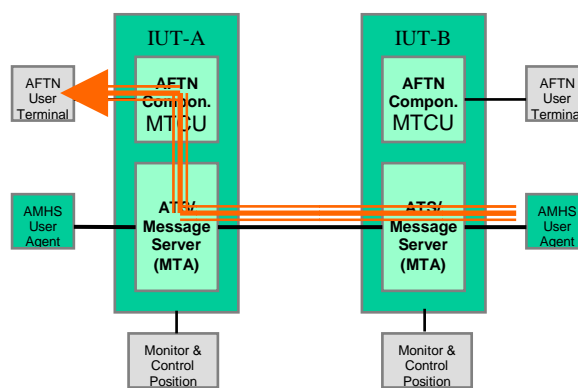 IUT-A
IUT-B
AFTN
User
Terminal
AFTN
Compon.
MTCU
AFTN
Compon.
MTCU
AFTN
User
Terminal
AMHS
User
Agent
ATS/
Message
Server
(MTA)
ATS/
Message
Server
(MTA)
AMHS
User
Agent
Monitor &
Control
Position
Monitor &
Control
Position